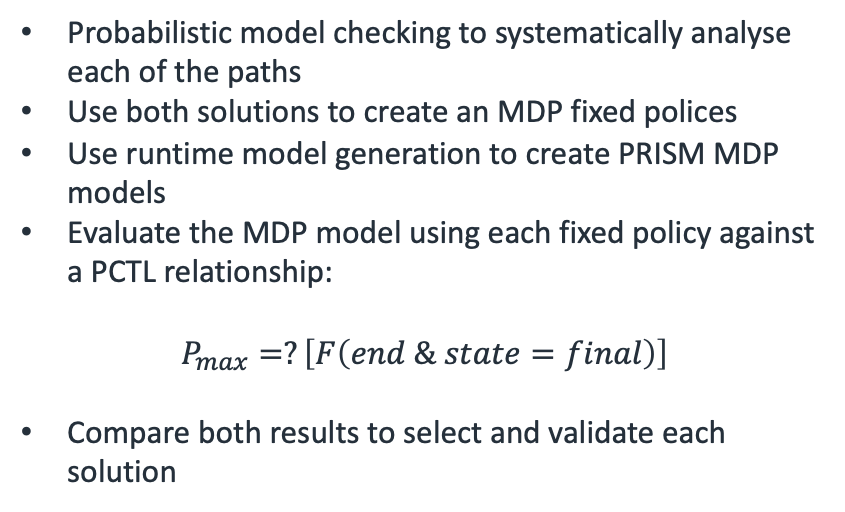 • Probabilistic model checking to systematically analyse
each of the paths
• Use both solutions to create an MDP fixed polices
• Use runtime model generation to create PRISM MDP
models
• Evaluate the MDP model using each fixed policy against
a PCTL relationship:
P_max =? [F(end & state = final)]
• Compare both results to select and validate each
solution